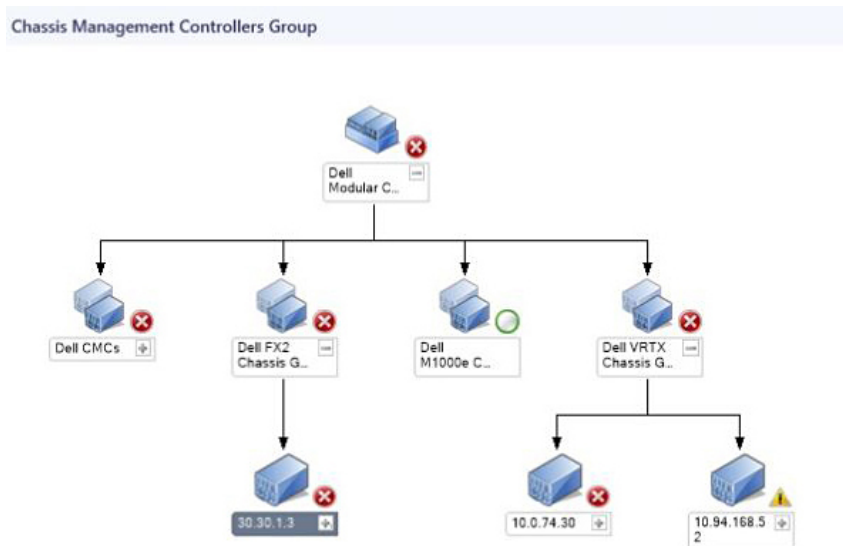 Chassis Management Controllers Group
Dell
Modular C...
Dell CMCs
Dell FX2
Chassis G...
Dell
M1000e C...
Dell VRTX
Chassis G...
30.30.1.3
10.0.74.30
10.94.168.5
2